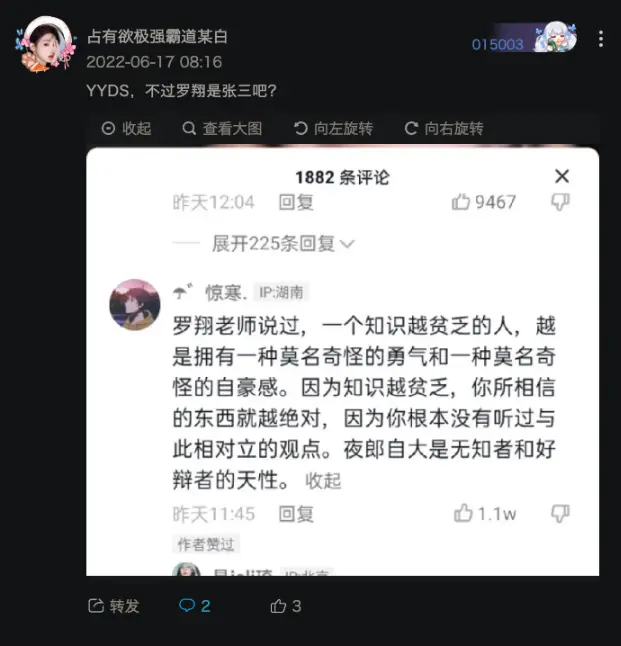 占有欲极强霸道某白
015003
2022-06-17 08:16
YYDS，不过罗翔是张三吧？
收起 查看大图 向左旋转 向右旋转
1882 条评论
昨天12:04 回复 9467
展开225条回复
惊寒. IP:湖南
罗翔老师说过，一个知识越贫乏的人，越
是拥有一种莫名奇怪的勇气和一种莫名奇
怪的自豪感。因为知识越贫乏，你所相信
的东西就越绝对，因为你根本没有听过与
此相对立的观点。夜郎自大是无知者和好
辩者的天性。 收起
昨天11:45 回复 1.1w
作者赞过
转发 2 3